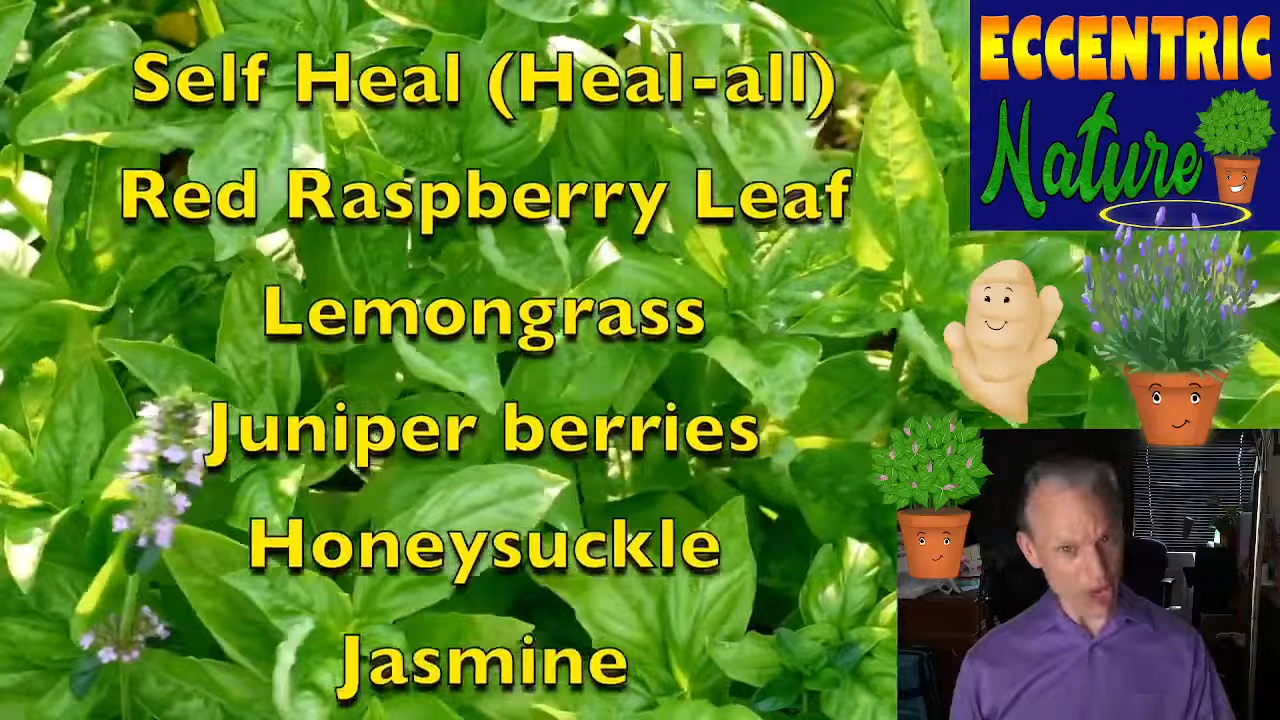 Self Heal (Heal-all)
Red Raspberry Leaf
Lemongrass
Juniper berries
Honeysuckle
Jasmine
ECCENTRIC
Nature